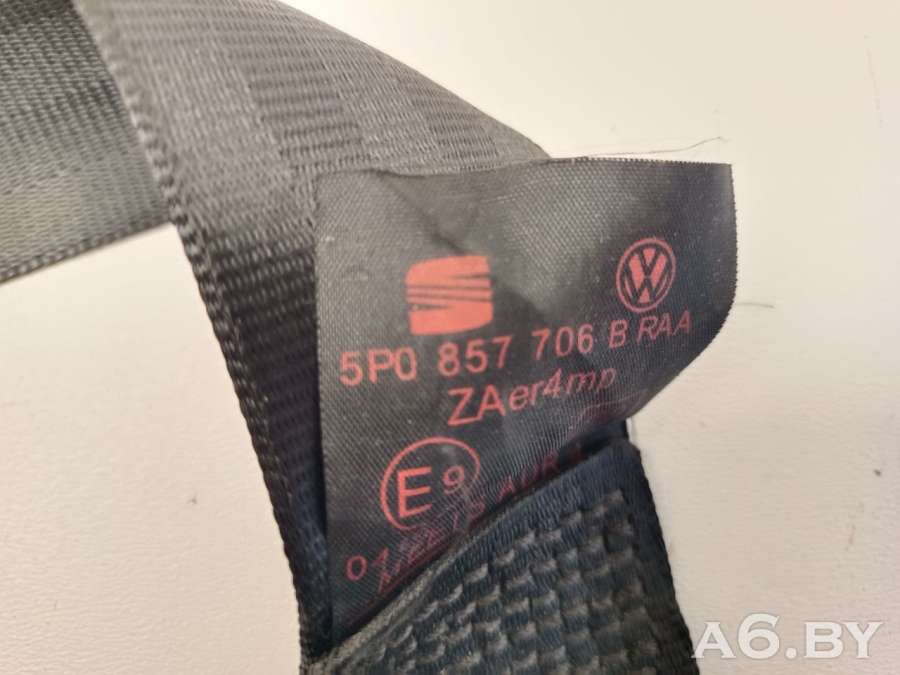 5P0 857 706 B RAA
ZAer4mp
E9
A6.BY